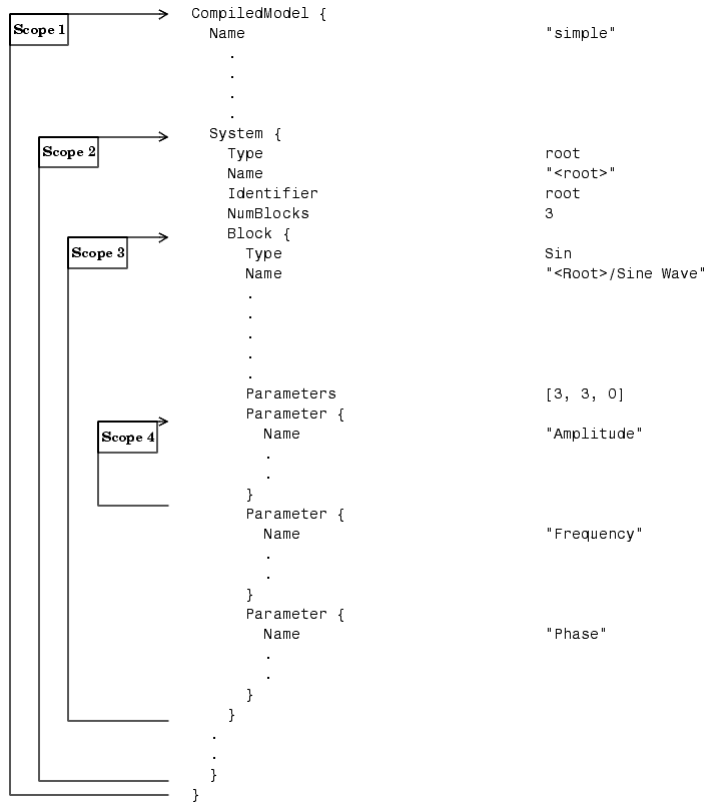 CompiledModel {
Scope 1
Name "simple"
.
.
.
.
System {
Scope 2
Type root
Name "<root>"
Identifier root
NumBlocks 3
Block {
Scope 3
Type Sin
Name "<Root>/Sine Wave"
.
.
.
.
.
Parameters [3, 3, 0]
Parameter {
Scope 4
Name "Amplitude"
.
.
}
Parameter {
Name "Frequency"
.
.
}
Parameter {
Name "Phase"
.
.
}
}
.
.
}
}